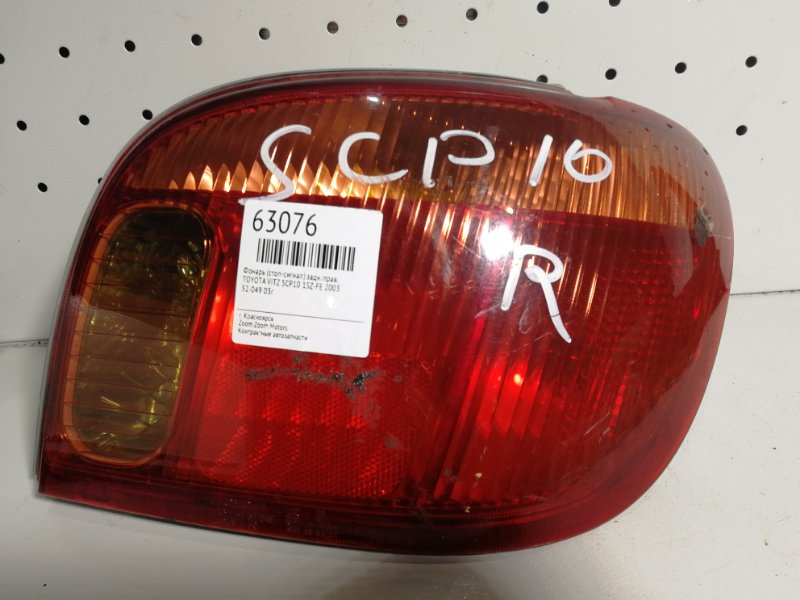 SCP10
R
63076
Фонарь (стоп-сигнал) задн. прав.
TOYOTA VITZ SCP10 1SZ-FE 2003
52-049 03г
г. Красноярск
Zoom Zoom Motors
Контрактные автозапчасти